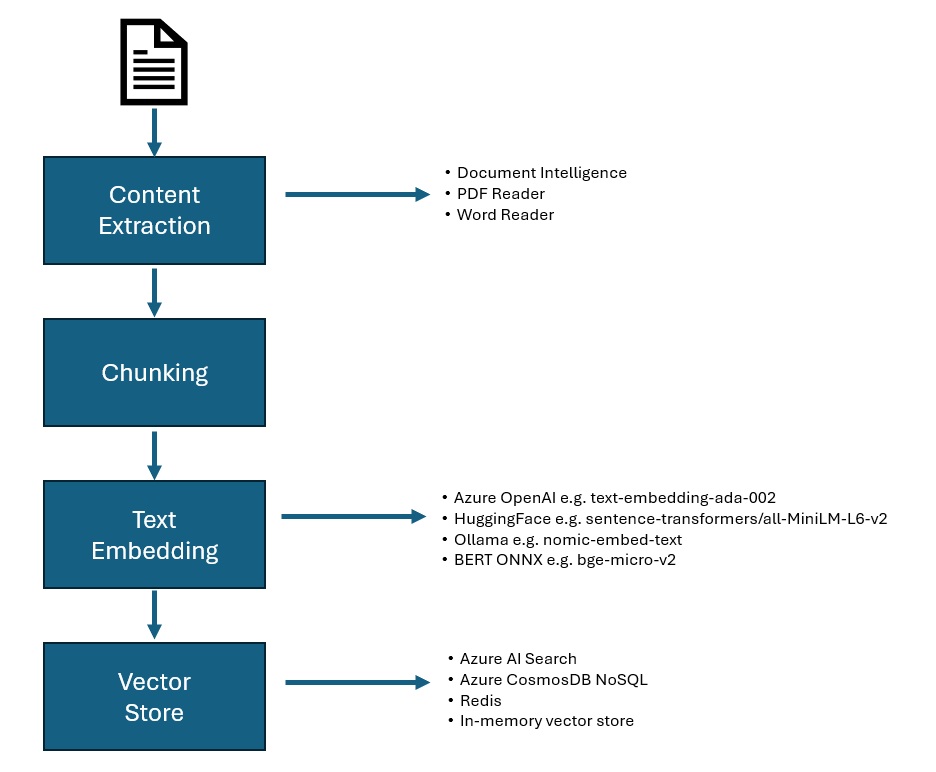 Content
Extraction
• Document Intelligence
• PDF Reader
• Word Reader
Chunking
Text
Embedding
• Azure OpenAI e.g. text-embedding-ada-002
• HuggingFace e.g. sentence-transformers/all-MiniLM-L6-v2
• Ollama e.g. nomic-embed-text
• BERT ONNX e.g. bge-micro-v2
Vector
Store
• Azure AI Search
• Azure CosmosDB NoSQL
• Redis
• In-memory vector store